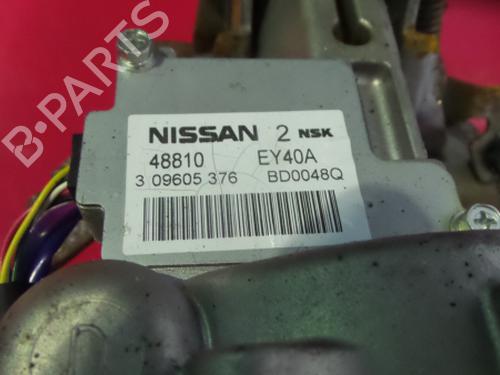 B-PARTS
NISSAN 2 NSK
48810 EY40A
3 09605 376 BD0048Q